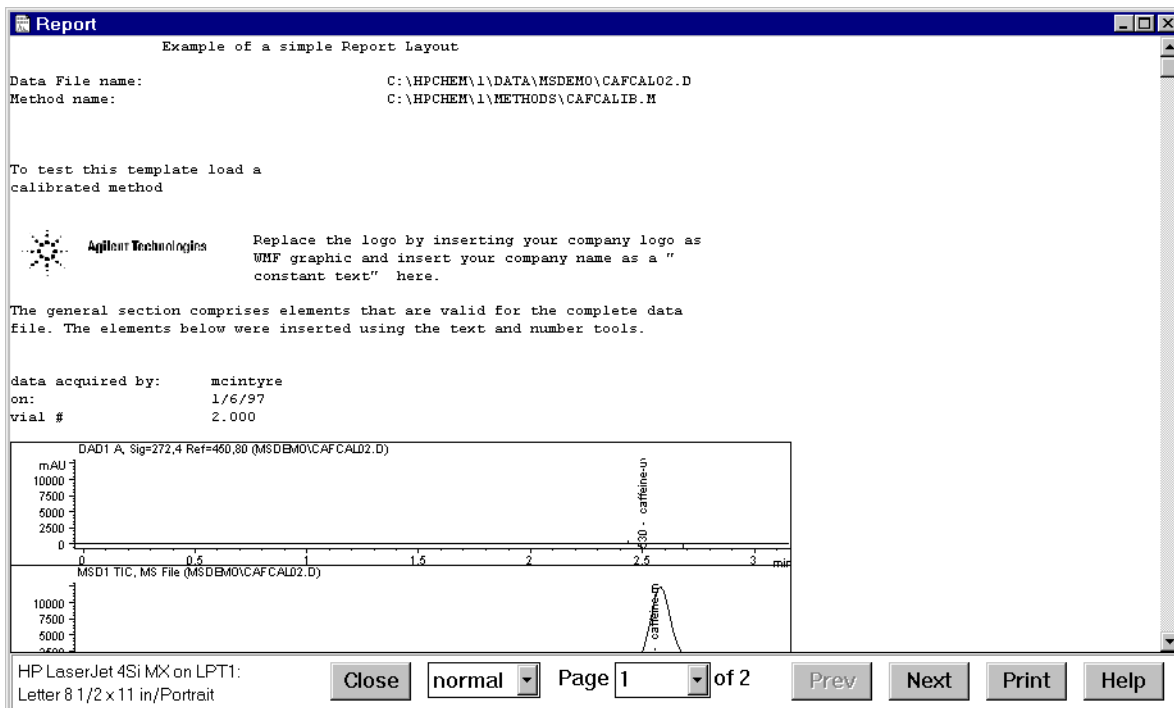 Report
Example of a simple Report Layout
Data File name: C:\HPCHEM\1\DATA\MSDEMO\CAFCAL02.D
Method name: C:\HPCHEM\1\METHODS\CAFCALIB.M
To test this template load a
calibrated method
Agilent Technologies
Replace the logo by inserting your company logo as
WMF graphic and insert your company name as a "
constant text" here.
The general section comprises elements that are valid for the complete data
file. The elements below were inserted using the text and number tools.
data acquired by: mcintyre
on: 1/6/97
vial # 2.000
DAD1 A, Sig=272,4 Ref=450,80 (MSDEMO\CAFCAL02.D)
mAU
10000
7500
5000
2500
0
530 - caffeine-u
0 0.5 1 1.5 2 2.5 3 min
MSD1 TIC, MS File (MSDEMO\CAFCAL02.D)
10000
7500
5000
2500
- caffeine-m
HP LaserJet 4Si MX on LPT1:
Letter 8 1/2 x 11 in/Portrait
Close normal Page 1 of 2 Prev Next Print Help